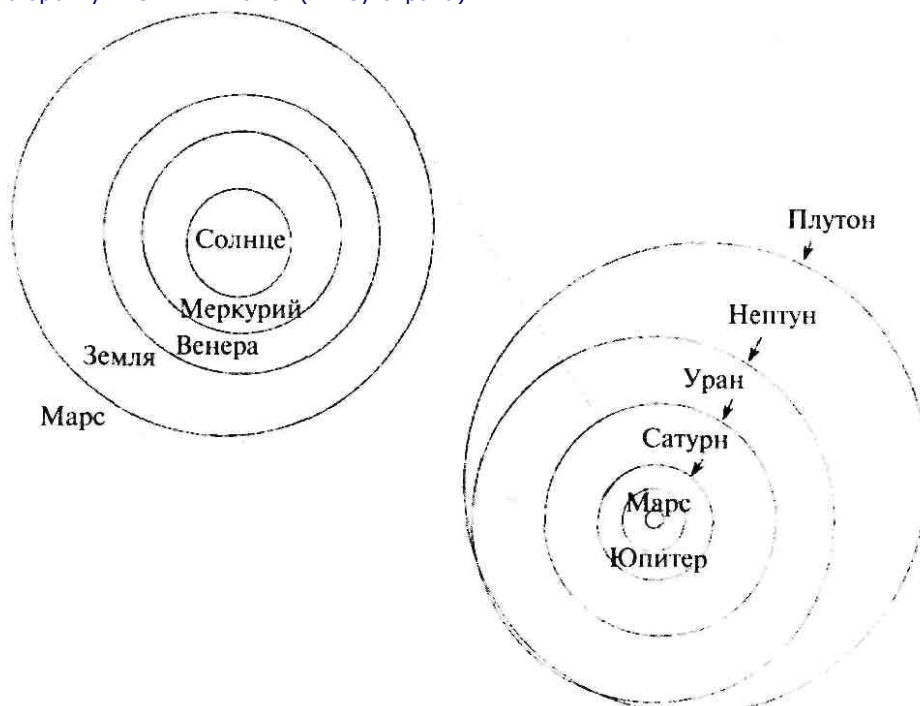 Солнце
Меркурий
Венера
Земля
Марс
Плутон
Нептун
Уран
Сатурн
Марс
Юпитер